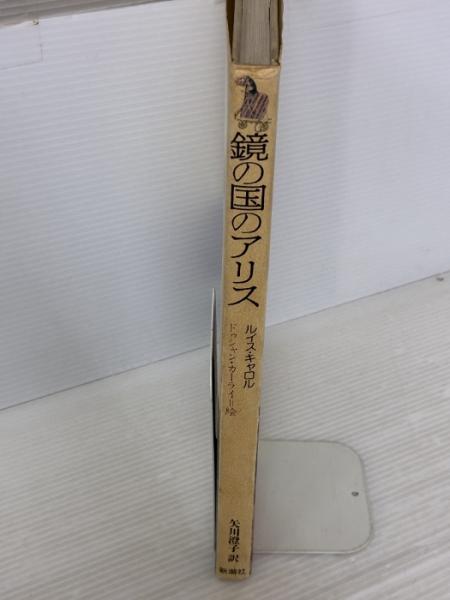 鏡の国のアリス
ルイス・キャロル
ドゥシャン・カーライ=絵
矢川澄子 訳
新潮社